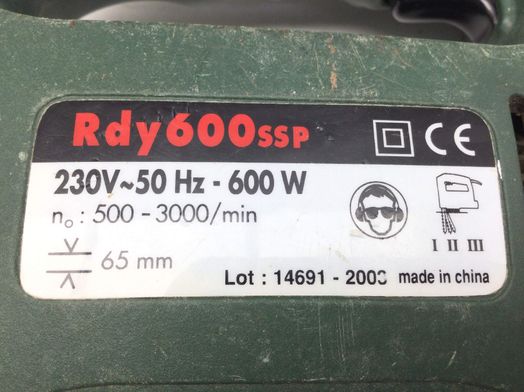 Rdy600SSP CE
230V~50 Hz - 600 W
n₀ : 500 - 3000/min
I II III
65 mm
Lot : 14691 - made in china